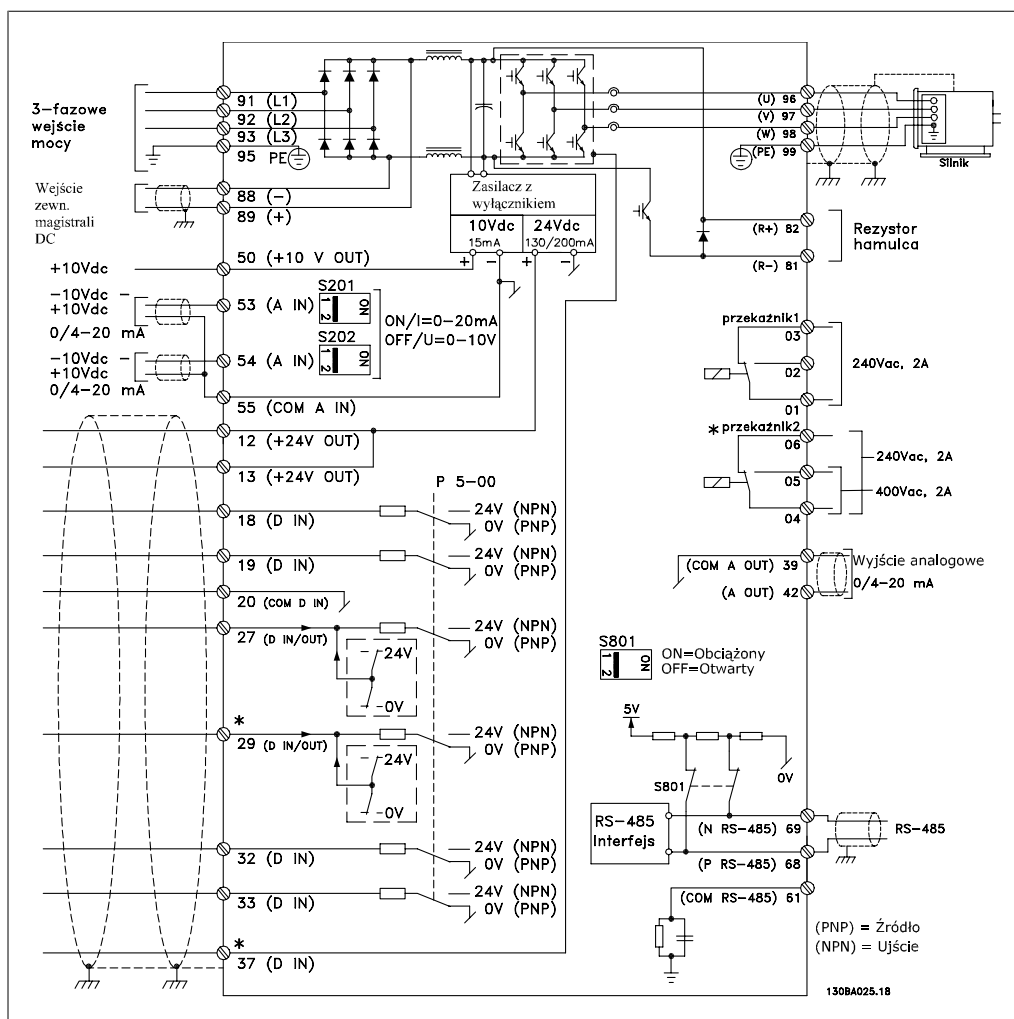 3-fazowe
wejście
mocy
91 (L1)
92 (L2)
93 (L3)
95 PE
Wejście
zewn.
magistrali
DC
88 (−)
89 (+)
+10Vdc
50 (+10 V OUT)
−10Vdc −
+10Vdc
0/4−20 mA
53 (A IN)
S201
1 2
ON
−10Vdc −
+10Vdc
0/4−20 mA
54 (A IN)
S202
1 2
ON
ON/I=0−20mA
OFF/U=0−10V
55 (COM A IN)
12 (+24V OUT)
13 (+24V OUT)
P 5-00
18 (D IN)
24V (NPN)
0V (PNP)
19 (D IN)
24V (NPN)
0V (PNP)
20 (COM D IN)
27 (D IN/OUT)
24V (NPN)
0V (PNP)
24V
0V
*
29 (D IN/OUT)
24V (NPN)
0V (PNP)
24V
0V
32 (D IN)
24V (NPN)
0V (PNP)
33 (D IN)
24V (NPN)
0V (PNP)
*
37 (D IN)
Zasilacz z
wyłącznikiem
10Vdc
15mA
24Vdc
130/200mA
+ − + −
(U) 96
(V) 97
(W) 98
(PE) 99
Silnik
(R+) 82
(R−) 81
Rezystor
hamulca
przekaźnik1
03
02
01
240Vac, 2A
* przekaźnik2
06
05
04
240Vac, 2A
400Vac, 2A
(COM A OUT) 39
(A OUT) 42
Wyjście analogowe
0/4−20 mA
S801
1 2
ON
ON=Obciążony
OFF=Otwarty
5V
0V
S801
RS-485
Interfejs
(N RS-485) 69
(P RS-485) 68
(COM RS-485) 61
RS-485
(PNP) = Źródło
(NPN) = Ujście
130BA025.18